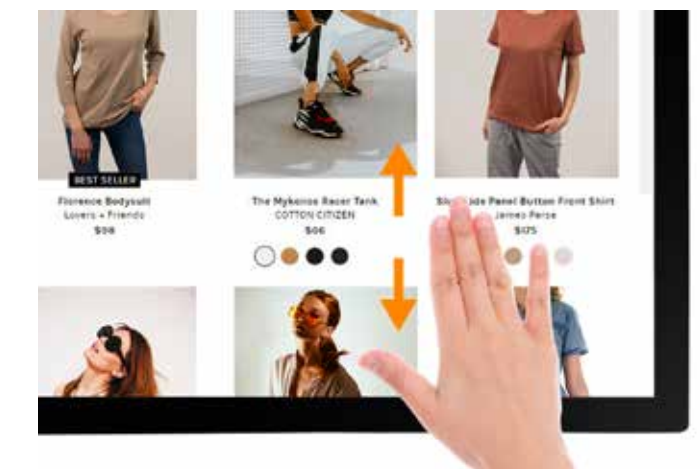 BEST SELLER
Florence Bodysuit
Lovers + Friends
$98
The Mykonos Racer Tank
COTTON CITIZEN
$66
Side Panel Button Front Shirt
James Perse
$175